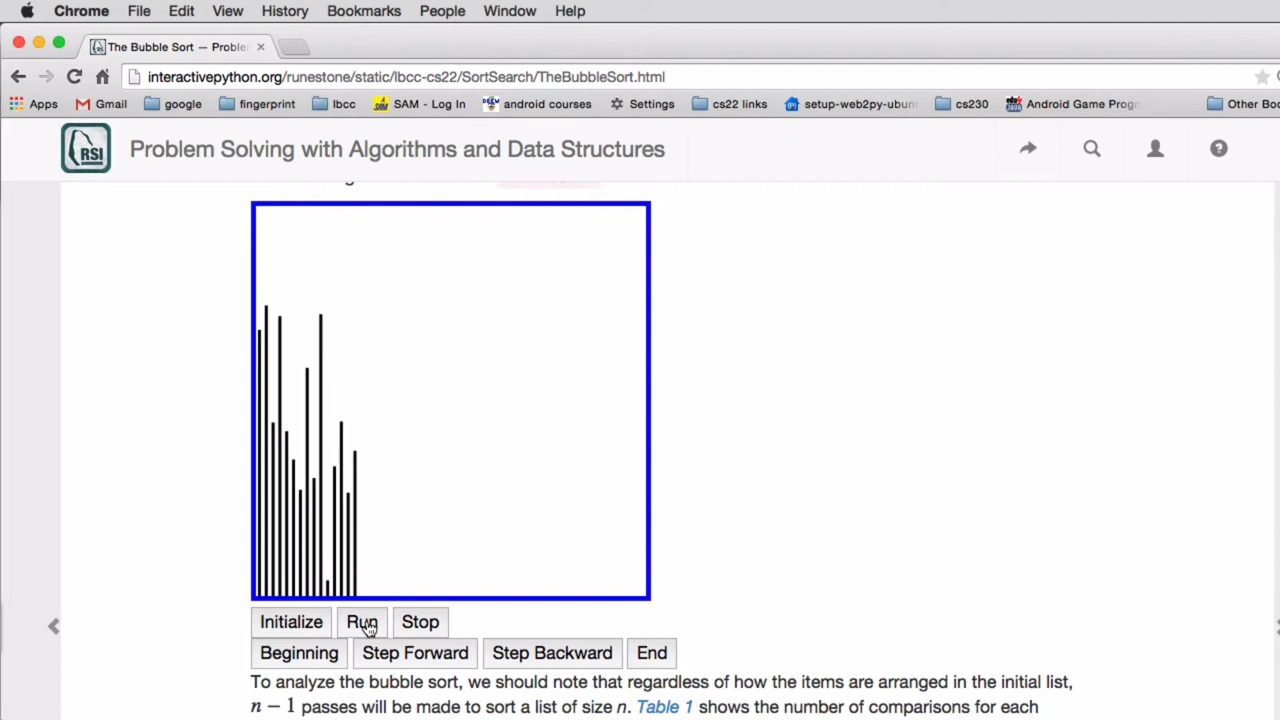 Chrome File Edit View History Bookmarks People Window Help
The Bubble Sort — Proble
interactivepython.org/runestone/static/lbcc-cs22/SortSearch/TheBubbleSort.html
Apps Gmail google fingerprint lbcc SAM - Log In android courses Settings cs22 links setup-web2py-ubun cs230 Android Game Progr Other Boo
RSI Problem Solving with Algorithms and Data Structures
Initialize Run Stop
Beginning Step Forward Step Backward End
To analyze the bubble sort, we should note that regardless of how the items are arranged in the initial list,
n − 1 passes will be made to sort a list of size n. Table 1 shows the number of comparisons for each